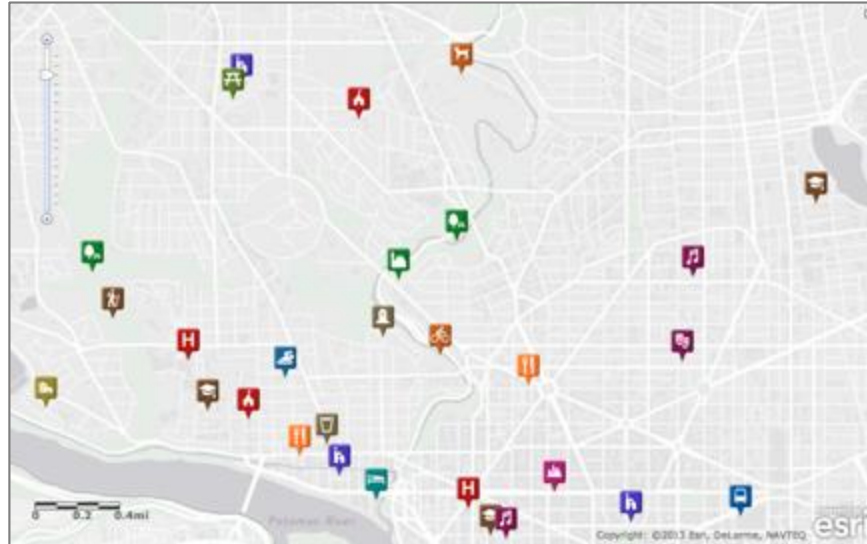 H
H
0 0.2 0.4mi
Potomac River
Copyright: ©2013 Esri, DeLorme, NAVTEQ
esri